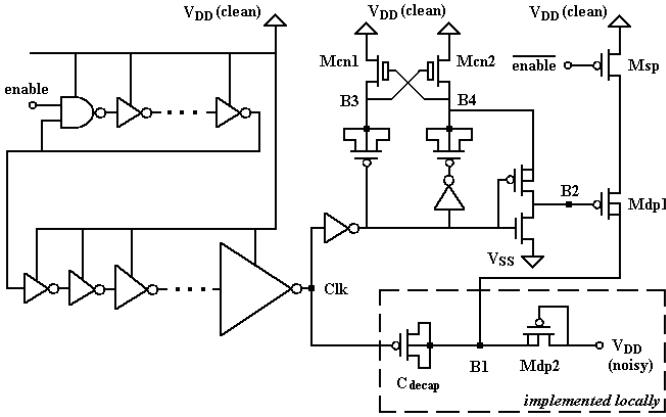 VDD (clean)
VDD (clean)
(clean)
VDD (clean)
enable
Mcn1
Mcn2
enable
Msp
B3
B4
B2
Mdp1
VSS
Clk
Cdecap
B1
Mdp2
VDD
(noisy)
implemented locally